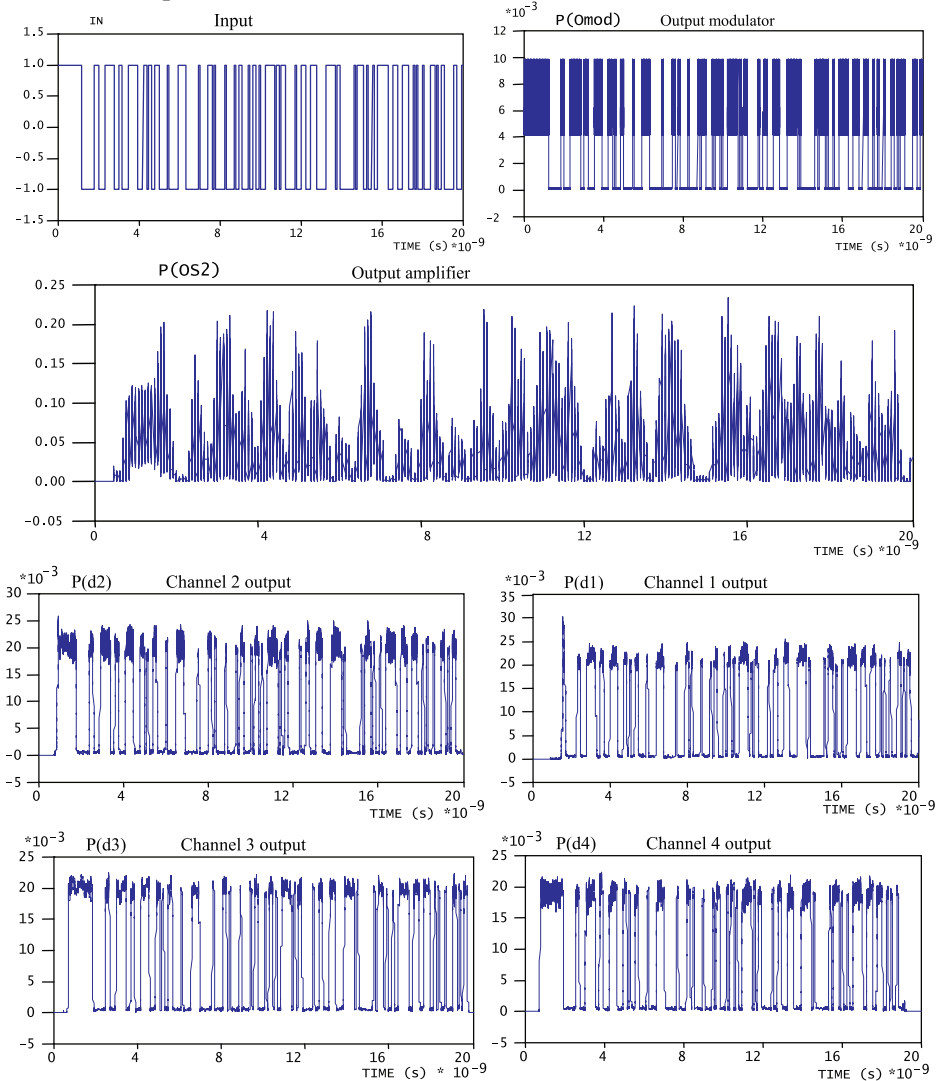 IN Input
1.5
1.0
0.5
0.0
-0.5
-1.0
-1.5
0 4 8 12 16 20
TIME (s) *10-9
*10-3 P(Omod) Output modulator
12
10
8
6
4
2
0
-2
0 4 8 12 16 20
TIME (s) *10-9
P(OS2) Output amplifier
0.25
0.20
0.15
0.10
0.05
0.00
-0.05
0 4 8 12 16 20
TIME (s) *10-9
*10-3 P(d2) Channel 2 output
30
25
20
15
10
5
-0
-5
0 4 8 12 16 20
TIME (s) *10-9
*10-3 P(d1) Channel 1 output
35
30
25
20
15
10
5
0
-5
0 4 8 12 16 20
TIME (s) *10-9
*10-3 P(d3) Channel 3 output
25
20
15
10
5
0
-5
0 4 8 12 16 20
TIME (s) * 10-9
*10-3 P(d4) Channel 4 output
25
20
15
10
5
0
-5
0 4 8 12 16 20
TIME (s) *10-9